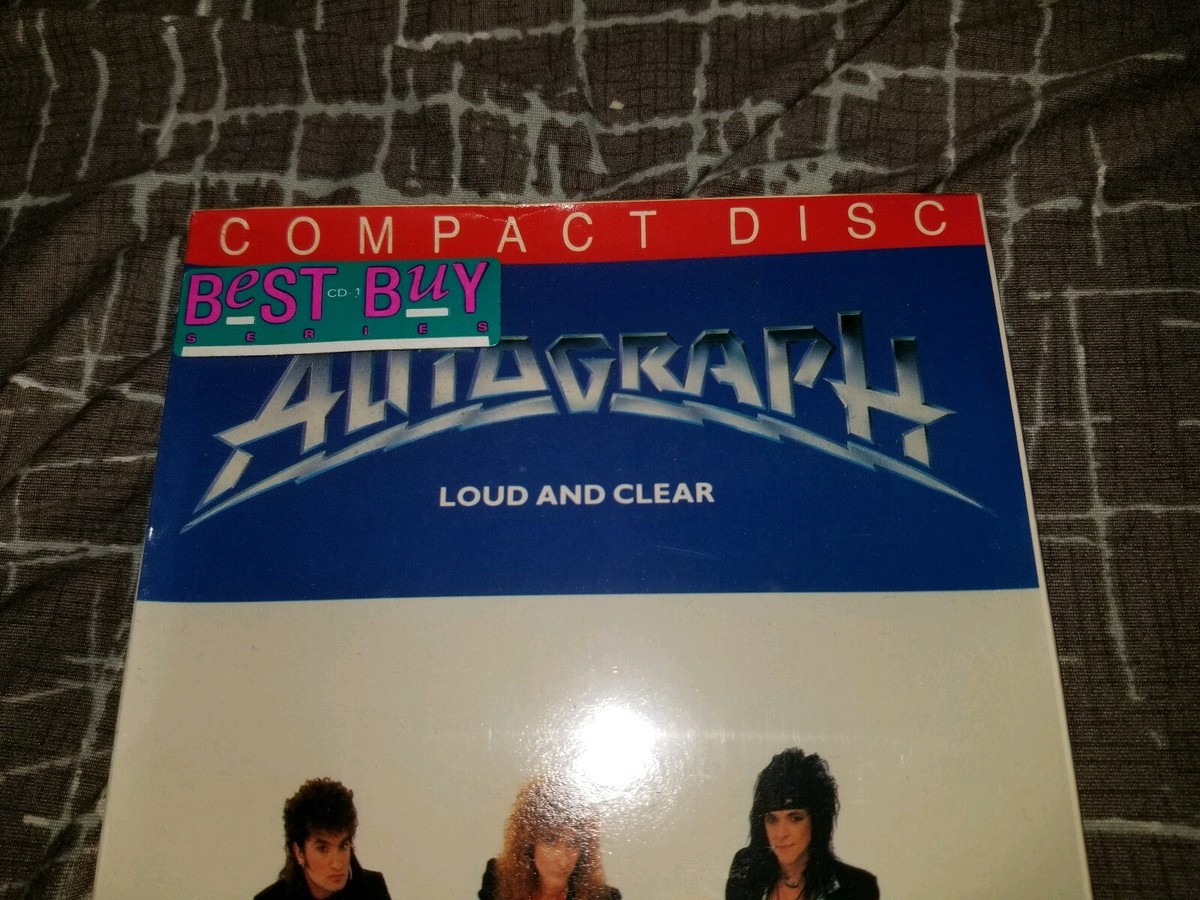 COMPACT DISC
BeST BuY
CD-1
SERIES
AUTOGRAPH
LOUD AND CLEAR